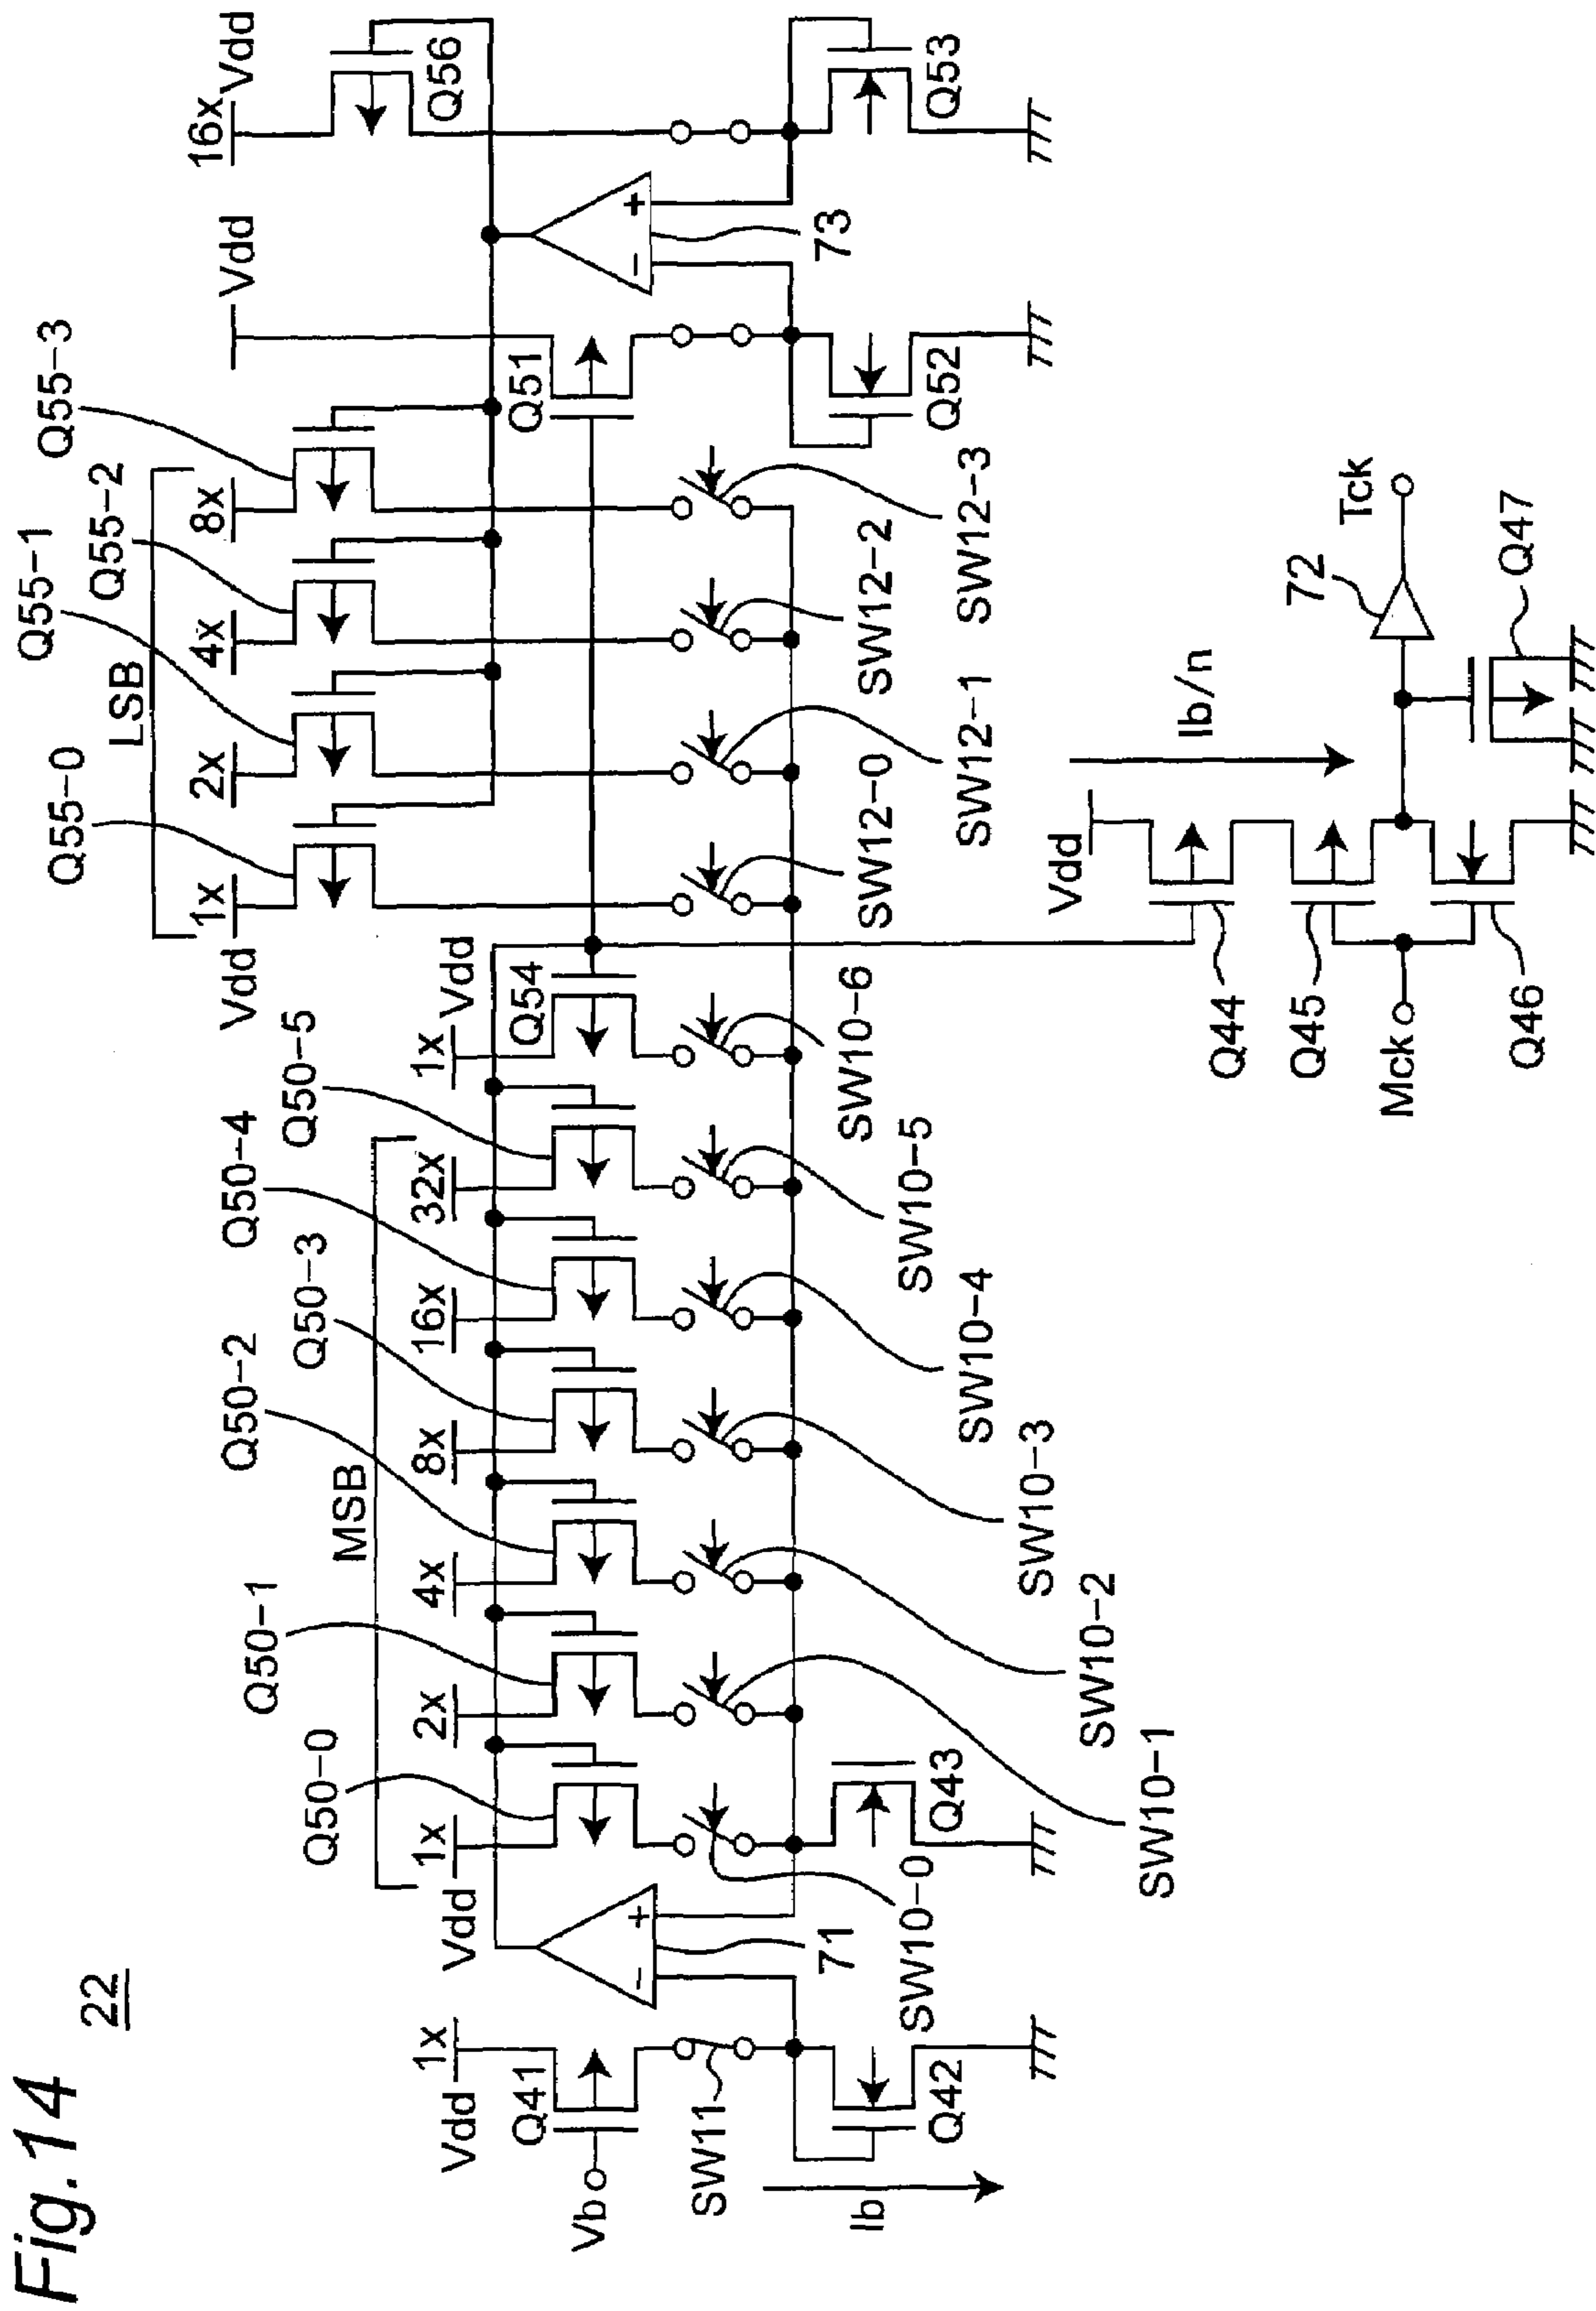 Fig.14
22
Vdd
1x
Q41
Vb
SW11
Ib
Q42
71
-
+
MSB
Vdd
1x
2x
4x
8x
16x
32x
1x
Vdd
Q50-0
Q50-1
Q50-2
Q50-3
Q50-4
Q50-5
Q54
SW10-0
SW10-1
SW10-2
SW10-3
SW10-4
SW10-5
SW10-6
Q43
LSB
Vdd
1x
2x
4x
8x
Q55-0
Q55-1
Q55-2
Q55-3
SW12-0
SW12-1
SW12-2
SW12-3
Vdd
Q51
Q52
-
+
73
16x
Vdd
Q56
Q53
Vdd
Ib/n
Q44
Q45
Mck
Q46
72
Tck
Q47